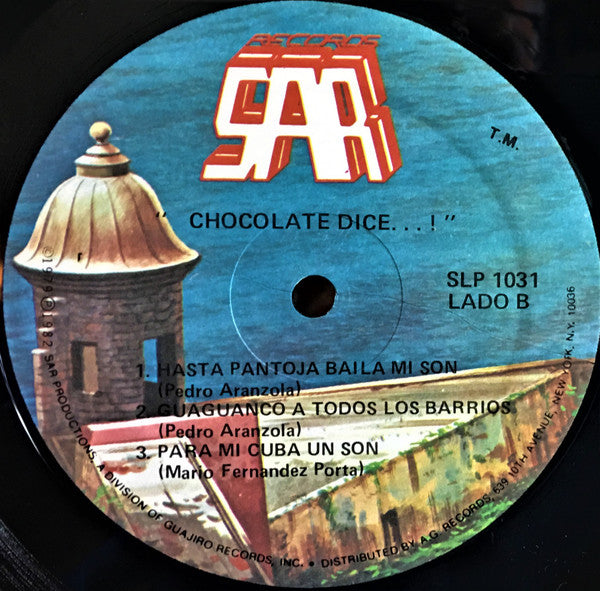 RECORDS
SAR
T.M.
" CHOCOLATE DICE. . . ! "
SLP 1031
LADO B
1. HASTA PANTOJA BAILA MI SON
(Pedro Aranzola)
2. GUAGUANCO A TODOS LOS BARRIOS
(Pedro Aranzola)
3. PARA MI CUBA UN SON
(Mario Fernandez Porta)
©1979 ℗1982 SAR PRODUCTIONS, A DIVISION OF GUAJIRO RECORDS, INC. • DISTRIBUTED BY A.G. RECORDS, 639 10TH AVENUE, NEW YORK, N.Y. 10036